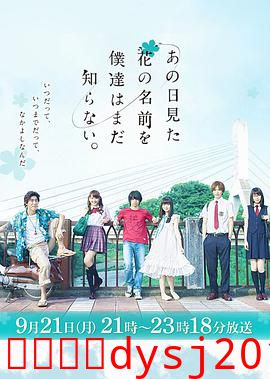 あの日見た
花の名前を
僕達はまだ
知らない。
いつだって、
いつまでだって、
なかよしなんだ
9月21日(月) 21時〜23時18分放送
dysj20